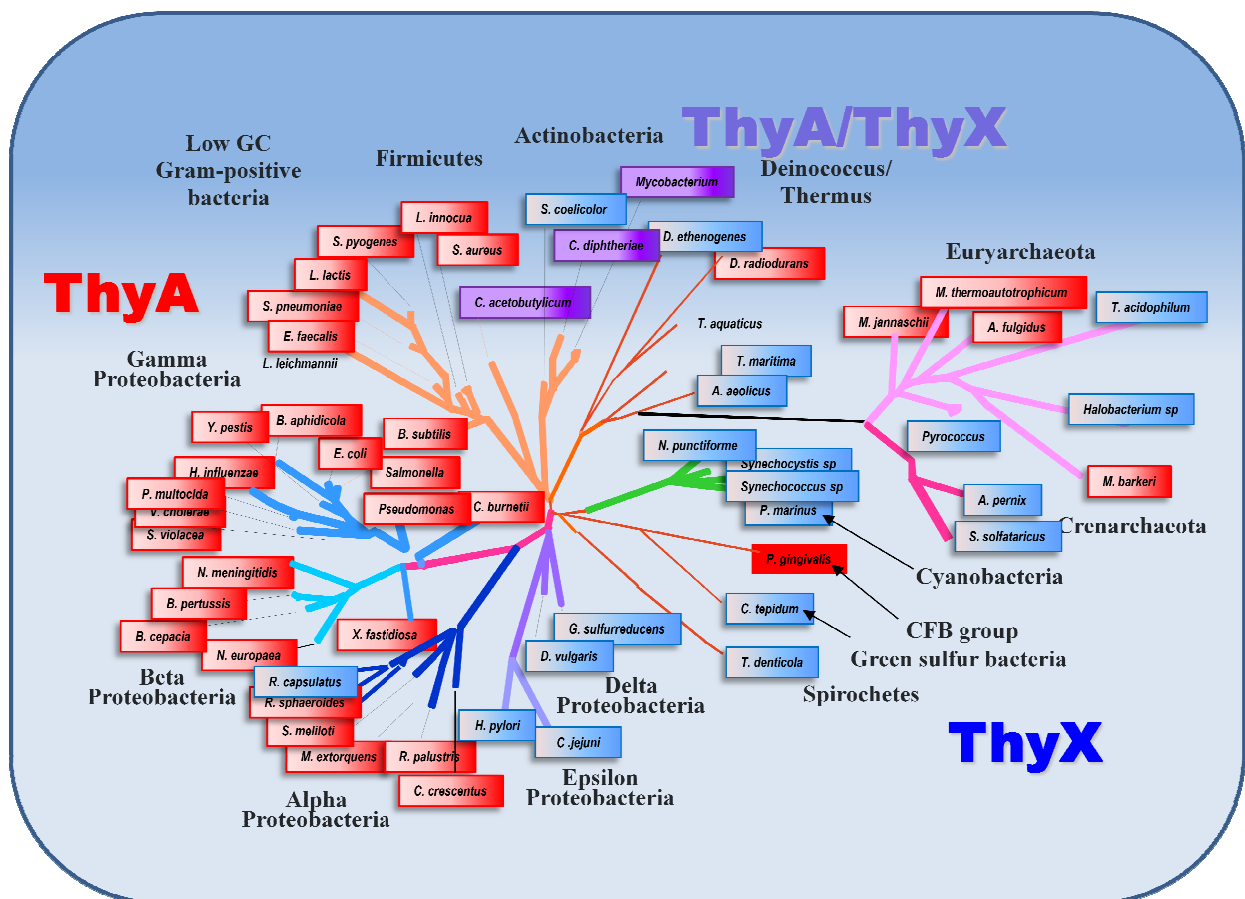 ThyA/ThyX
Actinobacteria
Low GC
Gram-positive
bacteria
Firmicutes
Deinococcus/
Thermus
Mycobacterium
S. coelicolor
L. innocua
D. ethenogenes
S. pyogenes
S. aureus
C. diphtheriae
D. radiodurans
Euryarchaeota
ThyA
L. lactis
M. thermoautotrophicum
S. pneumoniae
C. acetobutylicum
T. acidophilum
M. jannaschii
A. fulgidus
E. faecalis
T. aquaticus
L. leichmannii
Gamma
Proteobacteria
T. maritima
A. aeolicus
Halobacterium sp
Y. pestis
B. aphidicola
B. subtilis
Pyrococcus
E. coli
N. punctiforme
H. influenzae
Salmonella
Synechocystis sp
M. barkeri
P. multocida
Synechococcus sp
V. cholerae
Pseudomonas
C. burnetii
P. marinus
A. pernix
S. violacea
S. solfataricus
Crenarchaeota
P. gingivalis
N. meningitidis
Cyanobacteria
B. pertussis
C. tepidum
B. cepacia
X. fastidiosa
G. sulfurreducens
CFB group
N. europaea
D. vulgaris
Green sulfur bacteria
T. denticola
Beta
Proteobacteria
R. capsulatus
Delta
Proteobacteria
Spirochetes
R. sphaeroides
S. meliloti
H. pylori
C .jejuni
ThyX
M. extorquens
R. palustris
Epsilon
Proteobacteria
C. crescentus
Alpha
Proteobacteria